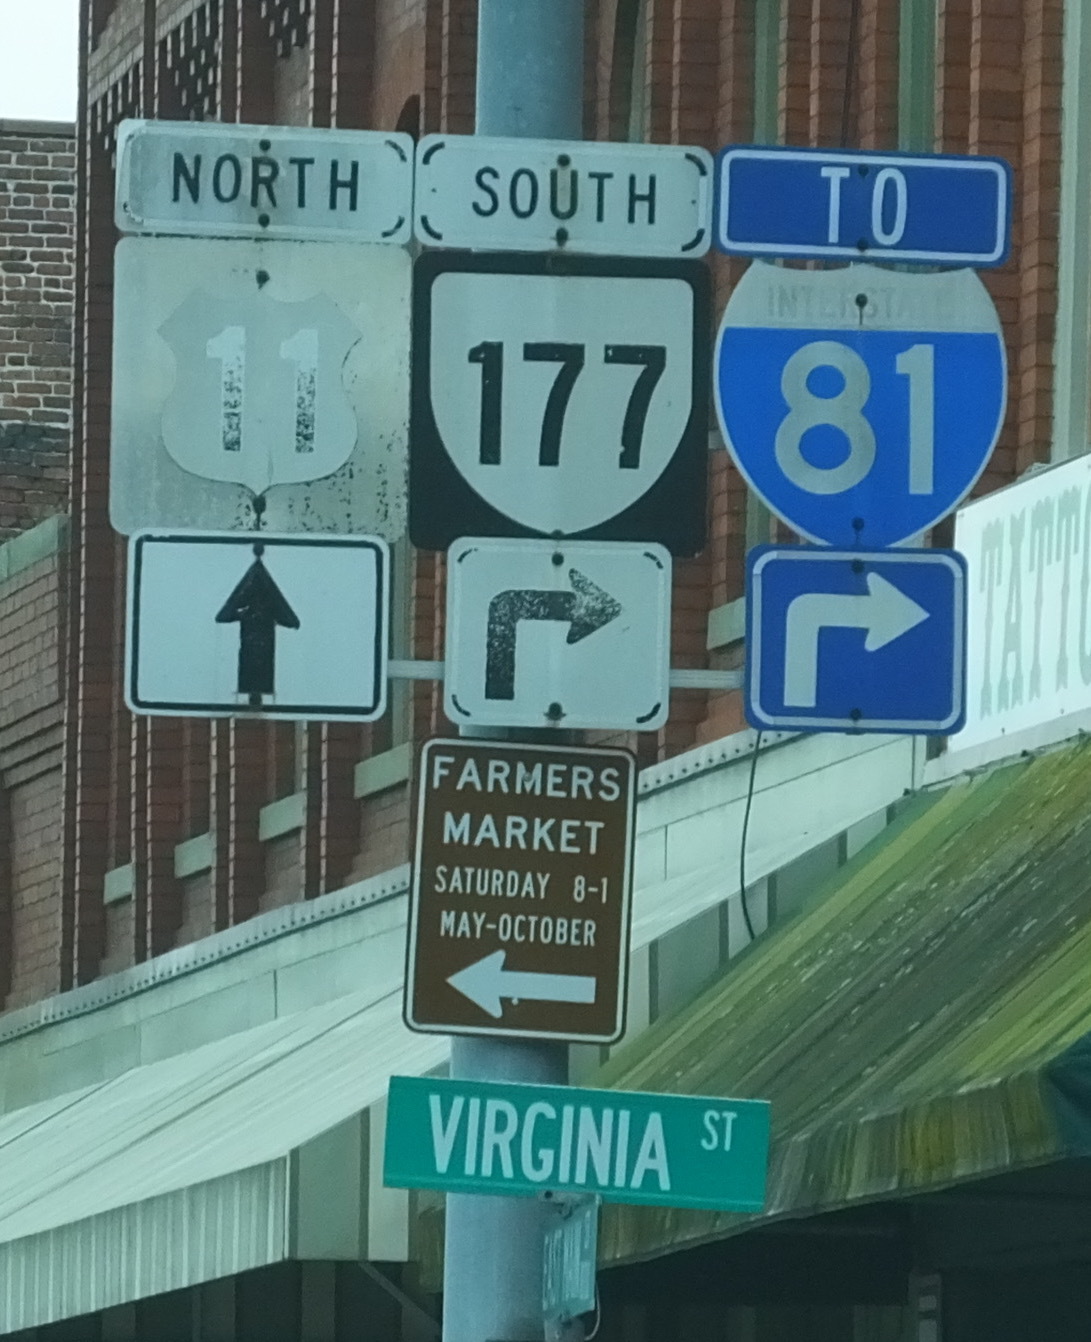 NORTH
SOUTH
TO
11
177
INTERSTATE
81
FARMERS
MARKET
SATURDAY 8-1
MAY-OCTOBER
VIRGINIA ST